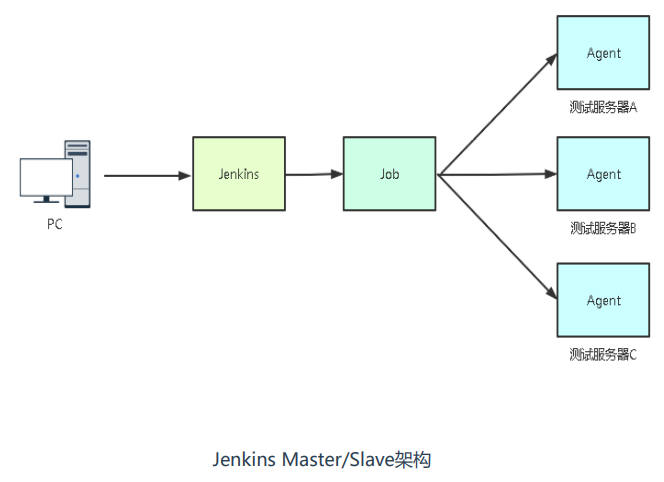 Agent
测试服务器A
Jenkins
Job
Agent
PC
测试服务器B
Agent
测试服务器C
Jenkins Master/Slave架构